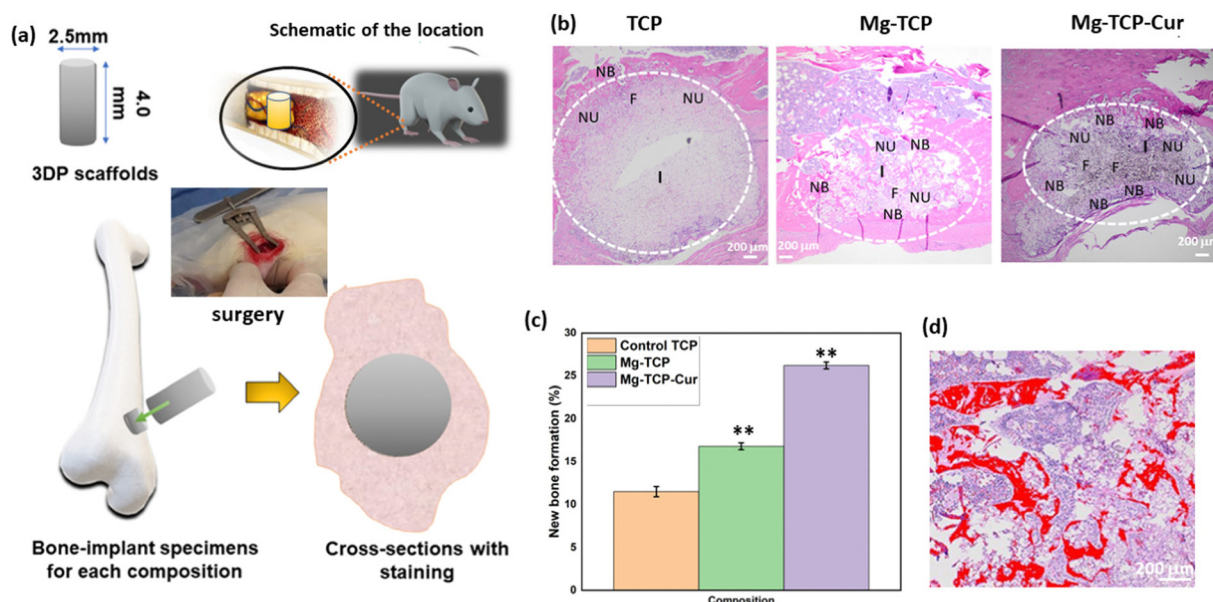 (a)
2.5mm
4.0
mm
3DP scaffolds
Schematic of the location
surgery
Bone-implant specimens
for each composition
Cross-sections with
staining
(b)
TCP
Mg-TCP
Mg-TCP-Cur
NB
F
NU
NU
I
200 μm
NU
NB
I
NB
F
NU
NB
200 μm
NB
NB
NU
I
NU
F
F
NB
NB
NU
NB
200 μm
(c)
30
25
20
15
10
5
0
New bone formation (%)
Control TCP
Mg-TCP
Mg-TCP-Cur
**
**
Composition
(d)
200 μm